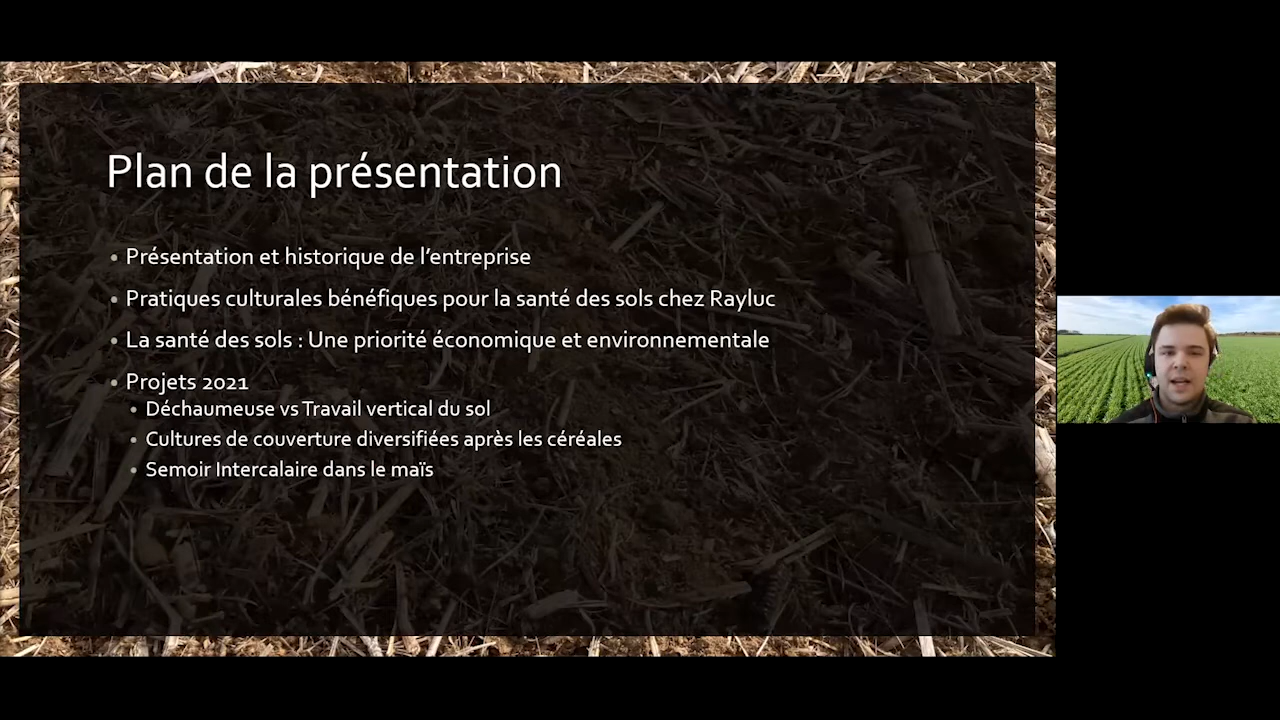 Plan de la présentation
Présentation et historique de l’entreprise
Pratiques culturales bénéfiques pour la santé des sols chez Rayluc
La santé des sols : Une priorité économique et environnementale
Projets 2021
Déchaumeuse vs Travail vertical du sol
Cultures de couverture diversifiées après les céréales
Semoir Intercalaire dans le maïs